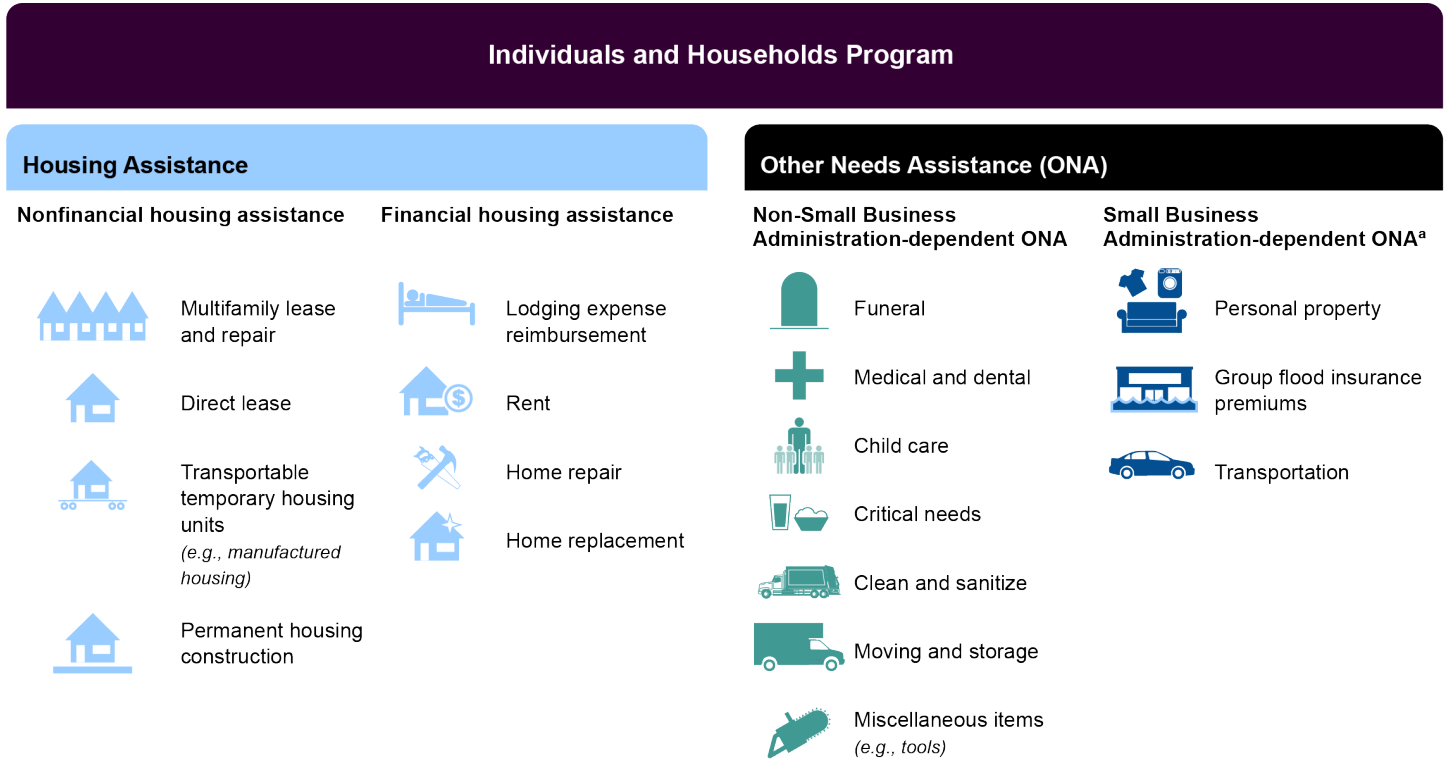 Individuals and Households Program
Housing Assistance
Nonfinancial housing assistance
Multifamily lease
and repair
Direct lease
Transportable
temporary housing
units
(e.g., manufactured
housing)
Permanent housing
construction
Financial housing assistance
Lodging expense
reimbursement
Rent
$
Home repair
Home replacement
Other Needs Assistance (ONA)
Non-Small Business
Administration-dependent ONA
Funeral
Medical and dental
Child care
Critical needs
Clean and sanitize
Moving and storage
Miscellaneous items
(e.g., tools)
Small Business
Administration-dependent ONAᵃ
Personal property
Group flood insurance
premiums
Transportation